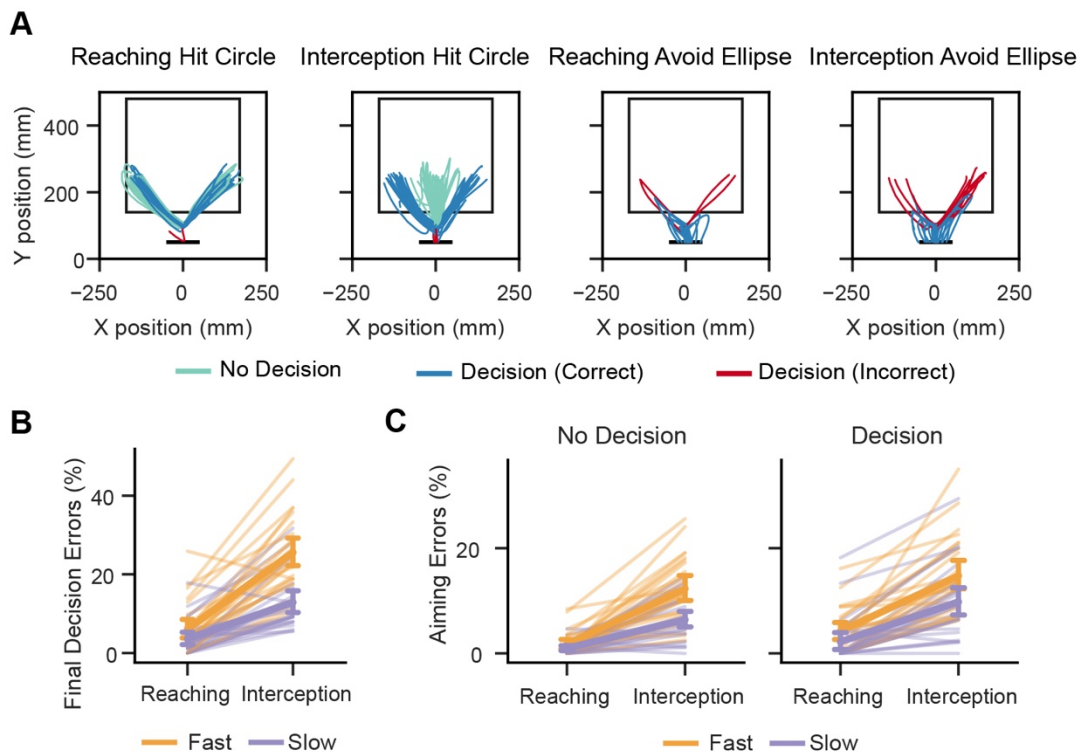 A
Reaching Hit Circle
Interception Hit Circle
Reaching Avoid Ellipse
Interception Avoid Ellipse
Y position (mm)
400
200
0
−250
0
250
−250
0
250
−250
0
250
−250
0
250
X position (mm)
X position (mm)
X position (mm)
X position (mm)
No Decision
Decision (Correct)
Decision (Incorrect)
B
Final Decision Errors (%)
40
20
0
Reaching
Interception
Fast
Slow
C
No Decision
Decision
Aiming Errors (%)
20
0
20
0
Reaching
Interception
Reaching
Interception
Fast
Slow